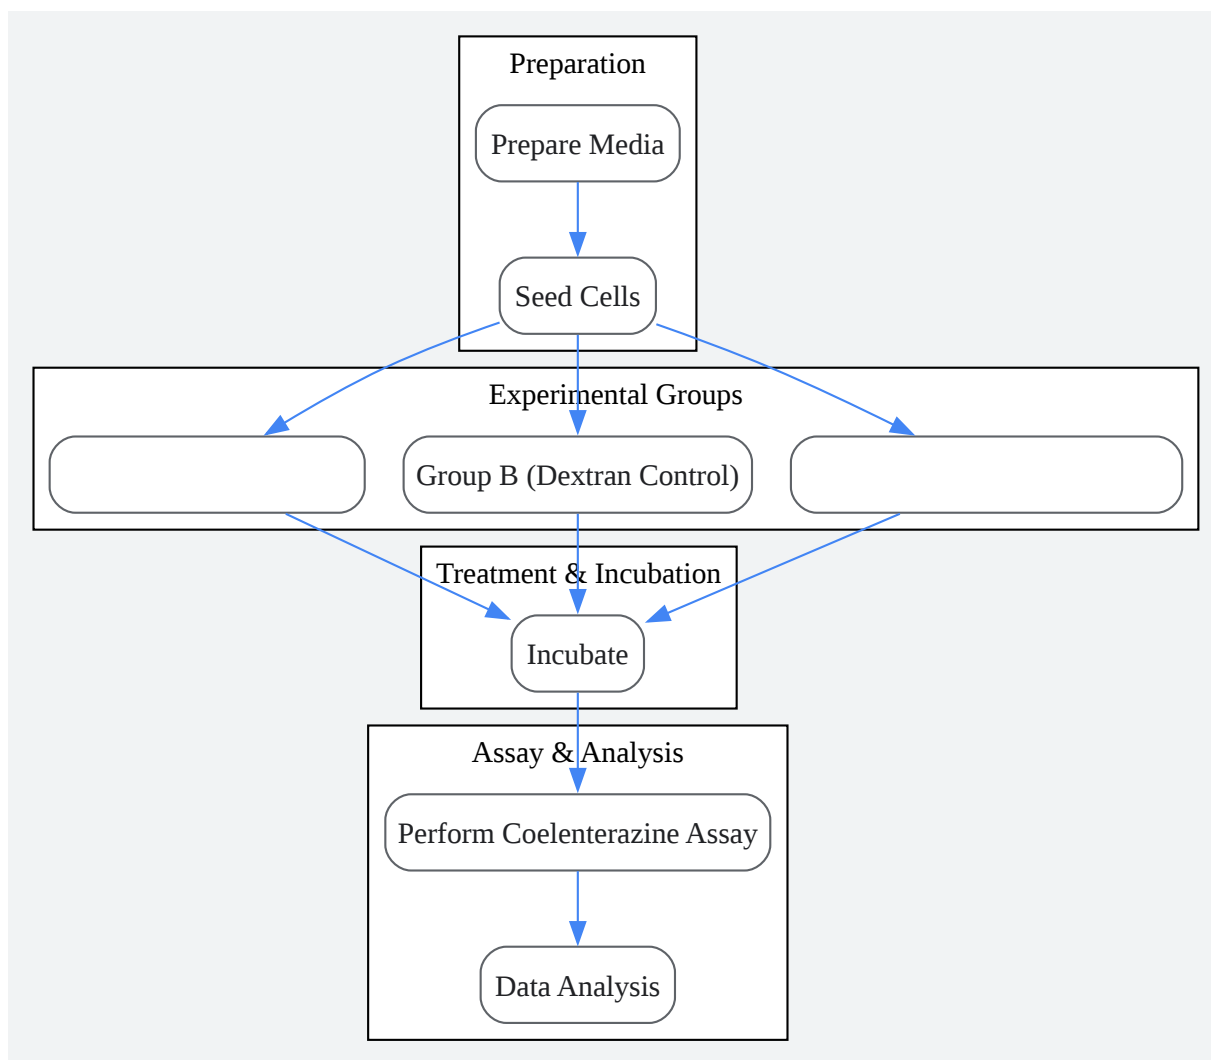 Preparation
Prepare Media
Seed Cells
Experimental Groups
Group B (Dextran Control)
Treatment & Incubation
Incubate
Assay & Analysis
Perform Coelenterazine Assay
Data Analysis